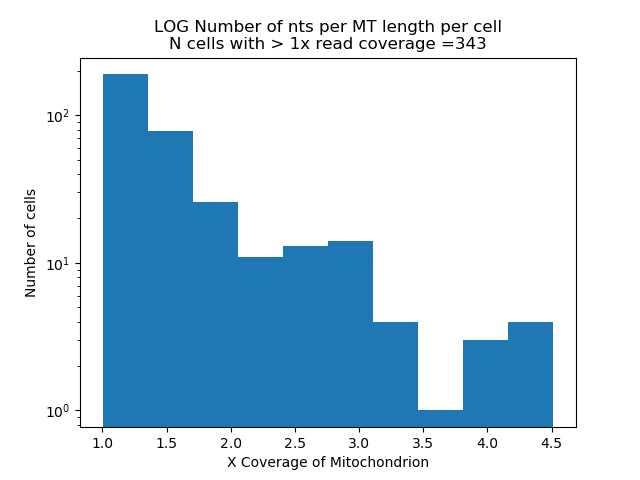 LOG Number of nts per MT length per cell
N cells with > 1x read coverage =343
Number of cells
10²
10¹
10⁰
1.0 1.5 2.0 2.5 3.0 3.5 4.0 4.5
X Coverage of Mitochondrion